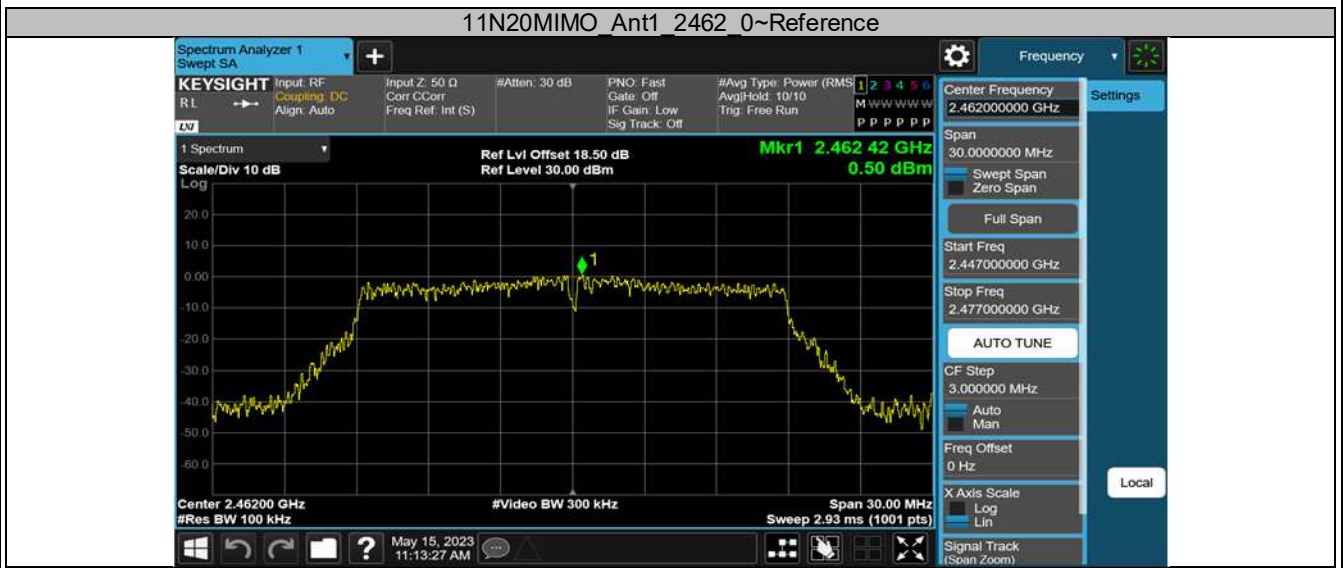 11N20MIMO_Ant1_2462_0~Reference
Spectrum Analyzer 1
Swept SA
+
Frequency
KEYSIGHT
RL
LXI
Input: RF
Coupling: DC
Align: Auto
Input Z: 50 Ω
Corr CCorr
Freq Ref: Int (S)
#Atten: 30 dB
PNO: Fast
Gate: Off
IF Gain: Low
Sig Track: Off
#Avg Type: Power (RMS
Avg|Hold: 10/10
Trig: Free Run
1 2 3 4 5 6
M W W W W W
P P P P P P
1 Spectrum
Scale/Div 10 dB
Log
Ref Lvl Offset 18.50 dB
Ref Level 30.00 dBm
Mkr1 2.462 42 GHz
0.50 dBm
20.0
10.0
0.00
-10.0
-20.0
-30.0
-40.0
-50.0
-60.0
1
Center 2.46200 GHz
#Res BW 100 kHz
#Video BW 300 kHz
Span 30.00 MHz
Sweep 2.93 ms (1001 pts)
Center Frequency
2.462000000 GHz
Span
30.0000000 MHz
Swept Span
Zero Span
Full Span
Start Freq
2.447000000 GHz
Stop Freq
2.477000000 GHz
AUTO TUNE
CF Step
3.000000 MHz
Auto
Man
Freq Offset
0 Hz
X Axis Scale
Log
Lin
Signal Track
(Span Zoom)
Settings
Local
?
May 15, 2023
11:13:27 AM